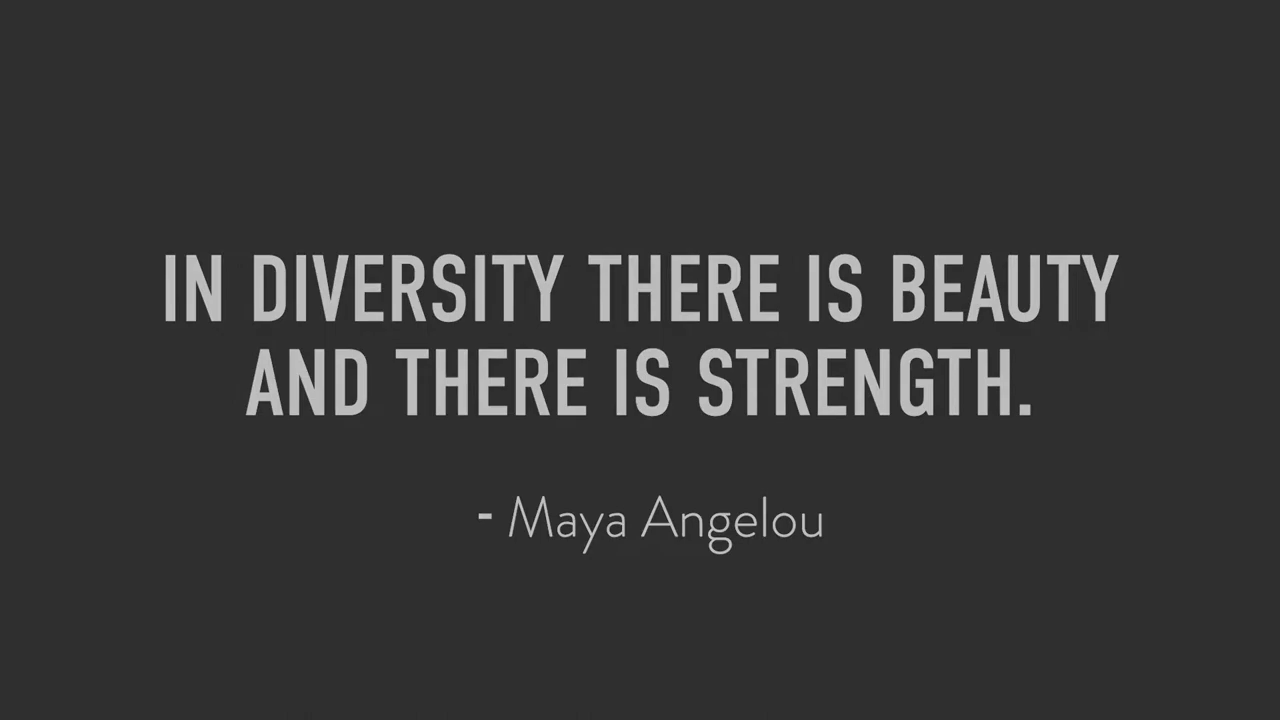 IN DIVERSITY THERE IS BEAUTY
AND THERE IS STRENGTH.
- Maya Angelou